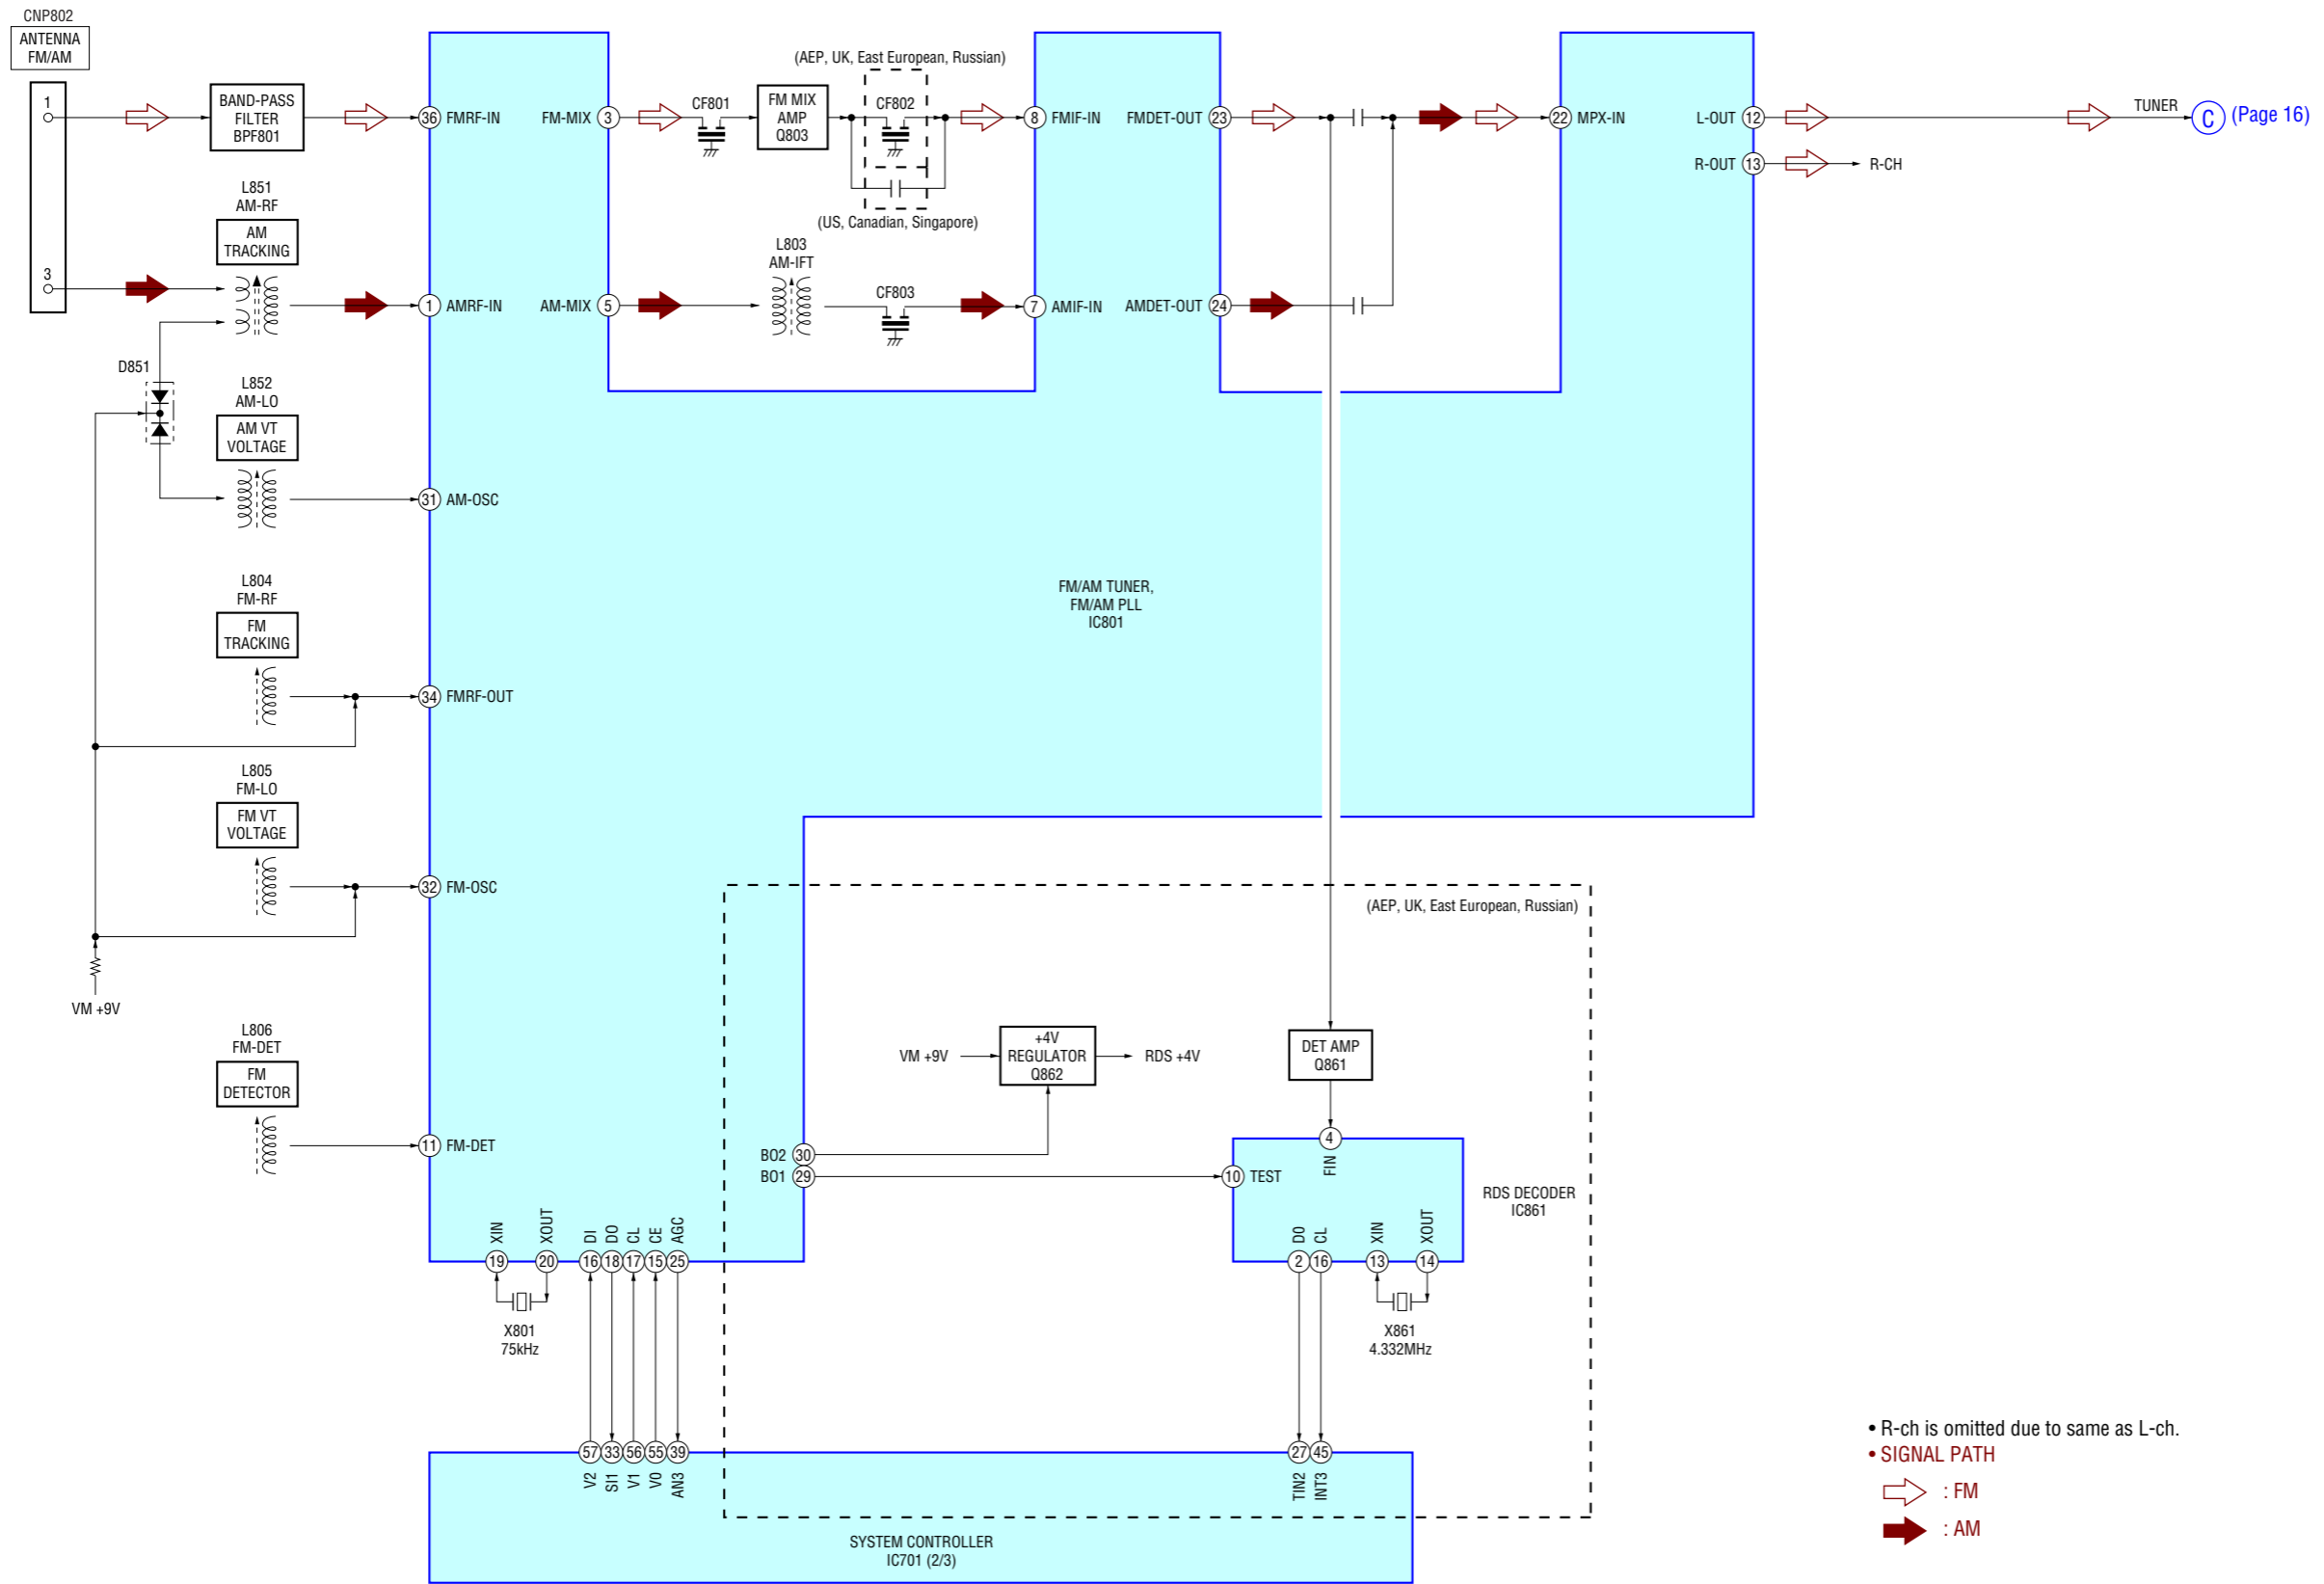 CNP802
ANTENNA
FM/AM
1
3
BAND-PASS
FILTER
BPF801
L851
AM-RF
AM
TRACKING
D851
L852
AM-LO
AM VT
VOLTAGE
L804
FM-RF
FM
TRACKING
L805
FM-LO
FM VT
VOLTAGE
VM +9V
L806
FM-DET
FM
DETECTOR
36 FMRF-IN
1 AMRF-IN
31 AM-OSC
34 FMRF-OUT
32 FM-OSC
11 FM-DET
FM-MIX 3
AM-MIX 5
CF801
FM MIX
AMP
Q803
(AEP, UK, East European, Russian)
CF802
(US, Canadian, Singapore)
L803
AM-IFT
CF803
8 FMIF-IN
7 AMIF-IN
FMDET-OUT 23
AMDET-OUT 24
22 MPX-IN
L-OUT 12
R-OUT 13
R-CH
TUNER
C (Page 16)
FM/AM TUNER,
FM/AM PLL
IC801
(AEP, UK, East European, Russian)
VM +9V
+4V
REGULATOR
Q862
RDS +4V
DET AMP
Q861
BO2 30
BO1 29
4
FIN
10 TEST
RDS DECODER
IC861
DO CL XIN XOUT
2 16 13 14
X861
4.332MHz
XIN XOUT DI DO CL CE AGC
19 20 16 18 17 15 25
X801
75kHz
57 33 56 55 39
V2 SI1 V1 V0 AN3
27 45
TIN2 INT3
SYSTEM CONTROLLER
IC701 (2/3)
• R-ch is omitted due to same as L-ch.
• SIGNAL PATH
: FM
: AM